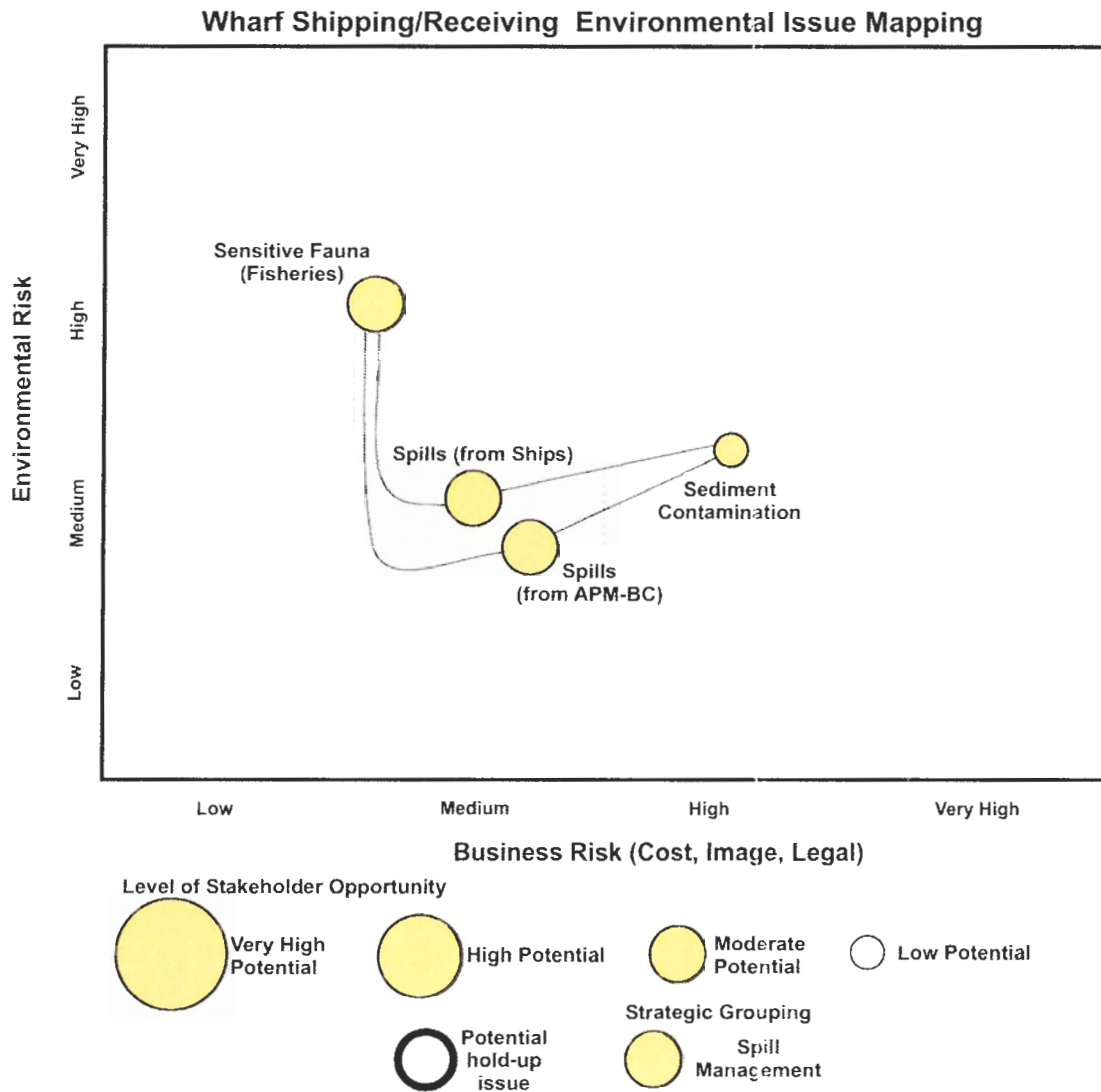 Wharf Shipping/Receiving Environmental Issue Mapping
Very High
High
Medium
Low
Environmental Risk
Sensitive Fauna
(Fisheries)
Spills (from Ships)
Sediment
Contamination
Spills
(from APM-BC)
Low
Medium
High
Very High
Business Risk (Cost, Image, Legal)
Level of Stakeholder Opportunity
Very High
Potential
High Potential
Moderate
Potential
Low Potential
Potential
hold-up
issue
Strategic Grouping
Spill
Management